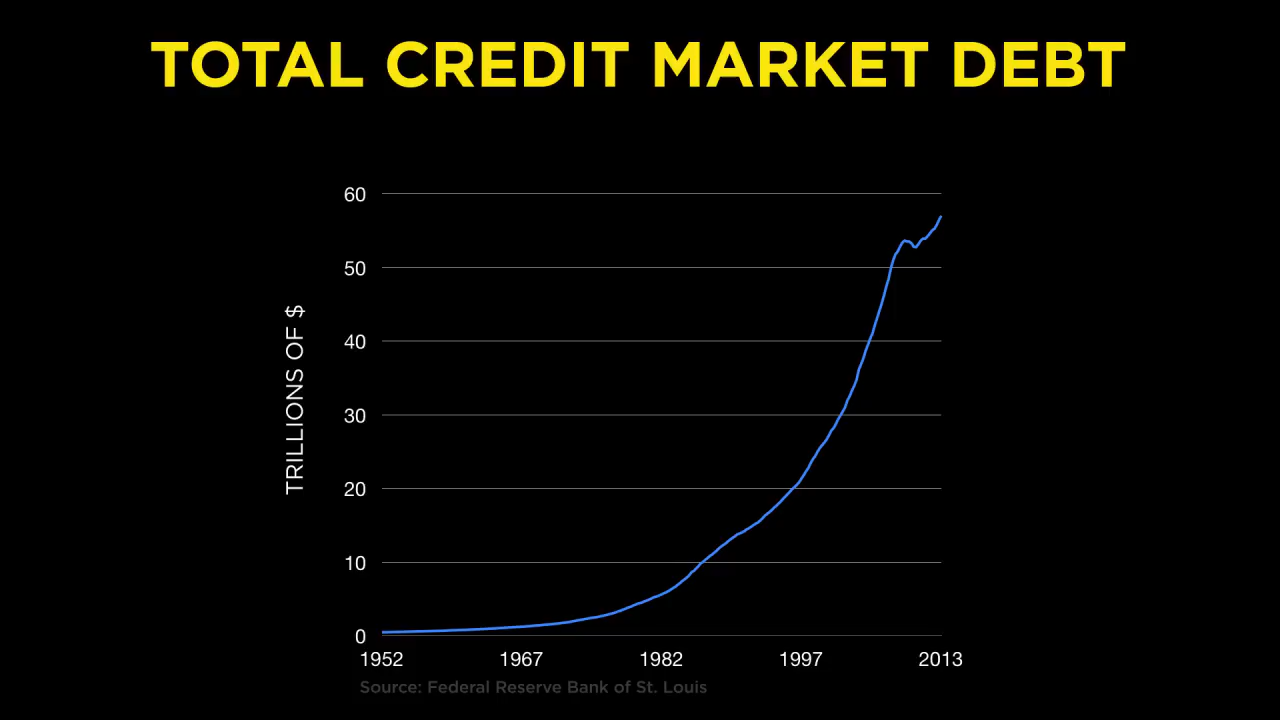 TOTAL CREDIT MARKET DEBT
60
50
40
30
20
10
0
TRILLIONS OF $
1952 1967 1982 1997 2013
Source: Federal Reserve Bank of St. Louis